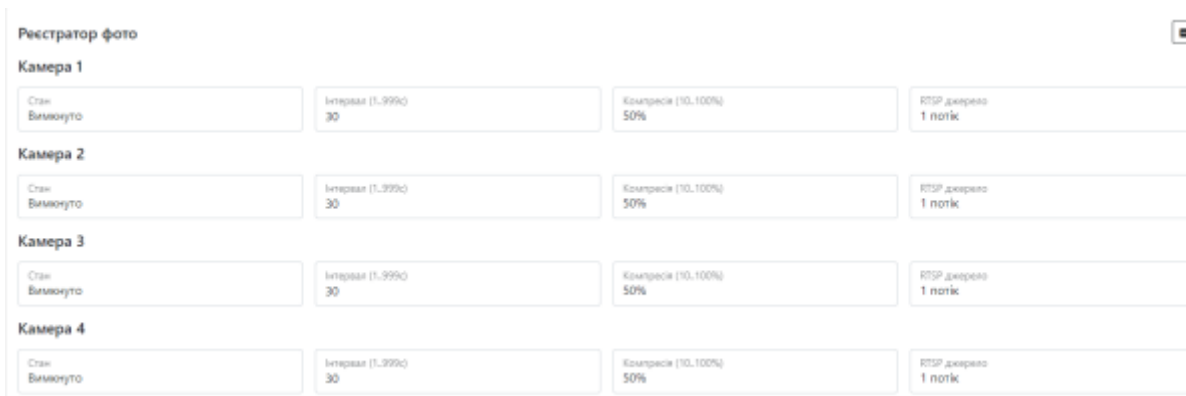 Реєстратор фото
Камера 1
Стан Інтервал (1..999с) Компресія (10..100%) RTSP джерело
Вимкнуто 30 50% 1 потік
Камера 2
Стан Інтервал (1..999с) Компресія (10..100%) RTSP джерело
Вимкнуто 30 50% 1 потік
Камера 3
Стан Інтервал (1..999с) Компресія (10..100%) RTSP джерело
Вимкнуто 30 50% 1 потік
Камера 4
Стан Інтервал (1..999с) Компресія (10..100%) RTSP джерело
Вимкнуто 30 50% 1 потік